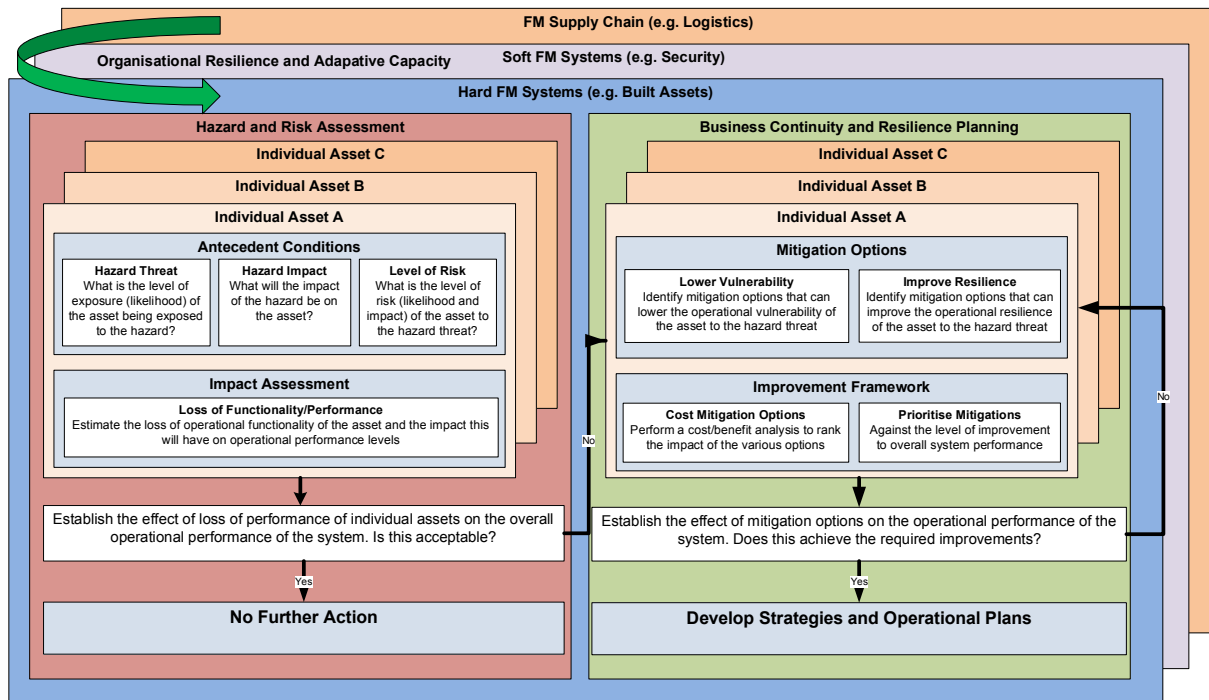 FM Supply Chain (e.g. Logistics)
Soft FM Systems (e.g. Security)
Organisational Resilience and Adapative Capacity
Hard FM Systems (e.g. Built Assets)
Hazard and Risk Assessment
Individual Asset C
Individual Asset B
Individual Asset A
Antecedent Conditions
Hazard Threat
What is the level of
exposure (likelihood) of
the asset being exposed
to the hazard?
Hazard Impact
What will the impact
of the hazard be on
the asset?
Level of Risk
What is the level of
risk (likelihood and
impact) of the asset to
the hazard threat?
Impact Assessment
Loss of Functionality/Performance
Estimate the loss of operational functionality of the asset and the impact this
will have on operational performance levels
Establish the effect of loss of performance of individual assets on the overall
operational performance of the system. Is this acceptable?
No
Yes
No Further Action
Business Continuity and Resilience Planning
Individual Asset C
Individual Asset B
Individual Asset A
Mitigation Options
Lower Vulnerability
Identify mitigation options that can
lower the operational vulnerability
of the asset to the hazard threat
Improve Resilience
Identify mitigation options that can
improve the operational resilience
of the asset to the hazard threat
Improvement Framework
Cost Mitigation Options
Perform a cost/benefit analysis to rank
the impact of the various options
Prioritise Mitigations
Against the level of improvement
to overall system performance
Establish the effect of mitigation options on the operational performance of the
system. Does this achieve the required improvements?
No
Yes
Develop Strategies and Operational Plans